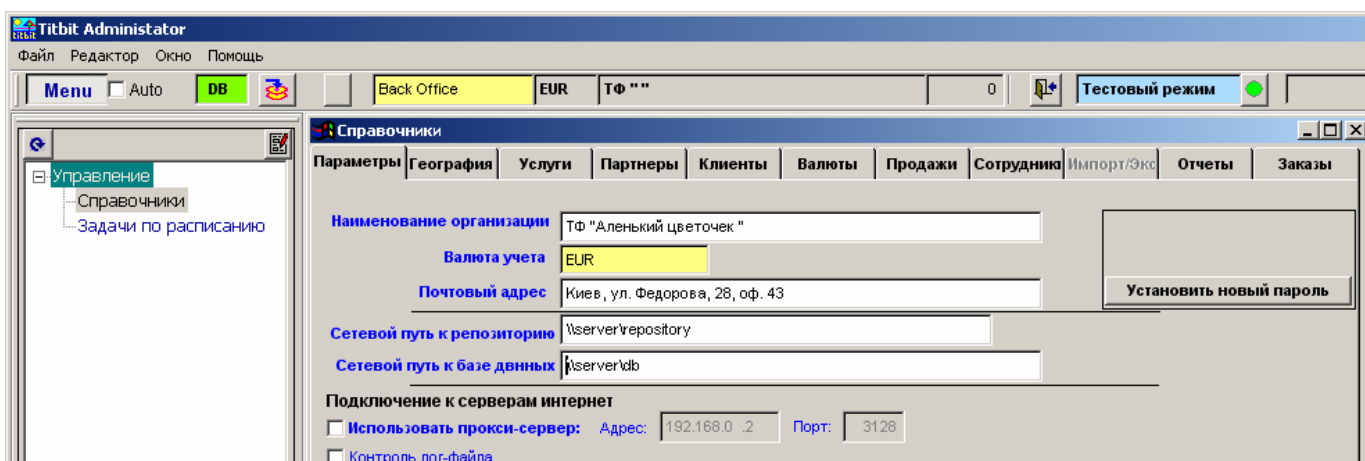 Titbit Administator
Файл Редактор Окно Помощь
Menu Auto DB Back Office EUR ТФ "" 0 Тестовый режим
Справочники
Управление
Справочники
Задачи по расписанию
Параметры География Услуги Партнеры Клиенты Валюты Продажи Сотрудники Импорт/Экс Отчеты Заказы
Наименование организации ТФ "Аленький цветочек "
Валюта учета EUR
Почтовый адрес Киев, ул. Федорова, 28, оф. 43
Установить новый пароль
Сетевой путь к репозиторию \\server\repository
Сетевой путь к базе двнных \\server\db
Подключение к серверам интернет
Использовать прокси-сервер: Адрес: 192.168.0 .2 Порт: 3128
Контроль лог-файла